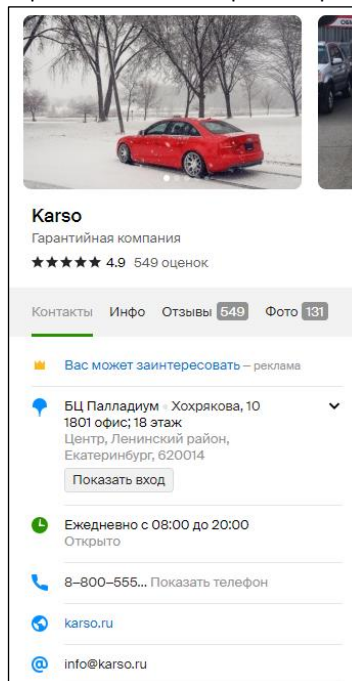 Karso
Гарантийная компания
4.9 549 оценок
Контакты Инфо Отзывы 549 Фото 131
Вас может заинтересовать – реклама
БЦ Палладиум • Хохрякова, 10
1801 офис; 18 этаж
Центр, Ленинский район,
Екатеринбург, 620014
Показать вход
Ежедневно с 08:00 до 20:00
Открыто
8–800–555... Показать телефон
karso.ru
info@karso.ru